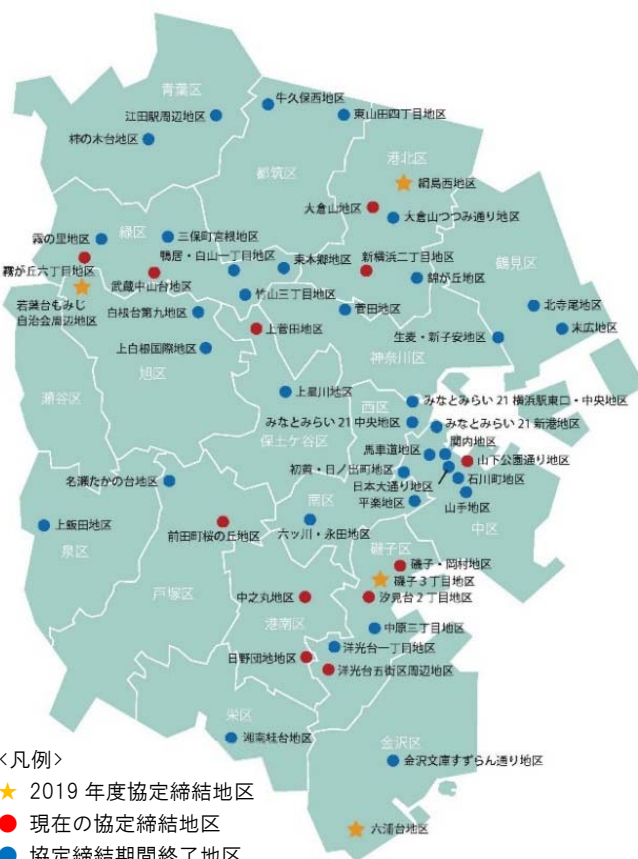 牛久保西地区
青葉区
江田駅周辺地区
東山田四丁目地区
柿の木台地区
港北区
都筑区
綱島西地区
大倉山地区
大倉山つつみ通り地区
緑区
霧の里地区
三保町宮根地区
鶴見区
鴨居・白山一丁目地区
東本郷地区
新横浜二丁目地区
霧が丘六丁目地区
武蔵中山台地区
錦が丘地区
竹山三丁目地区
若葉台もみじ
自治会周辺地区
白根台第九地区
菅田地区
北寺尾地区
上菅田地区
末広地区
生麦・新子安地区
上白根国際地区
神奈川区
旭区
瀬谷区
上星川地区
みなとみらい21 横浜駅東口・中央地区
西区
みなとみらい21 中央地区
みなとみらい21 新港地区
保土ケ谷区
関内地区
馬車道地区
山下公園通り地区
初黄・日ノ出町地区
石川町地区
名瀬たかの台地区
日本大通り地区
平楽地区
山手地区
南区
上飯田地区
中区
前田町桜の丘地区
六ッ川・永田地区
泉区
磯子区
磯子・岡村地区
磯子3丁目地区
戸塚区
中之丸地区
汐見台2丁目地区
港南区
中原三丁目地区
洋光台一丁目地区
日野団地地区
洋光台五街区周辺地区
栄区
湘南桂台地区
金沢区
金沢文庫すずらん通り地区
六浦台地区
<凡例>
★ 2019年度協定締結地区
● 現在の協定締結地区
● 協定締結期間終了地区